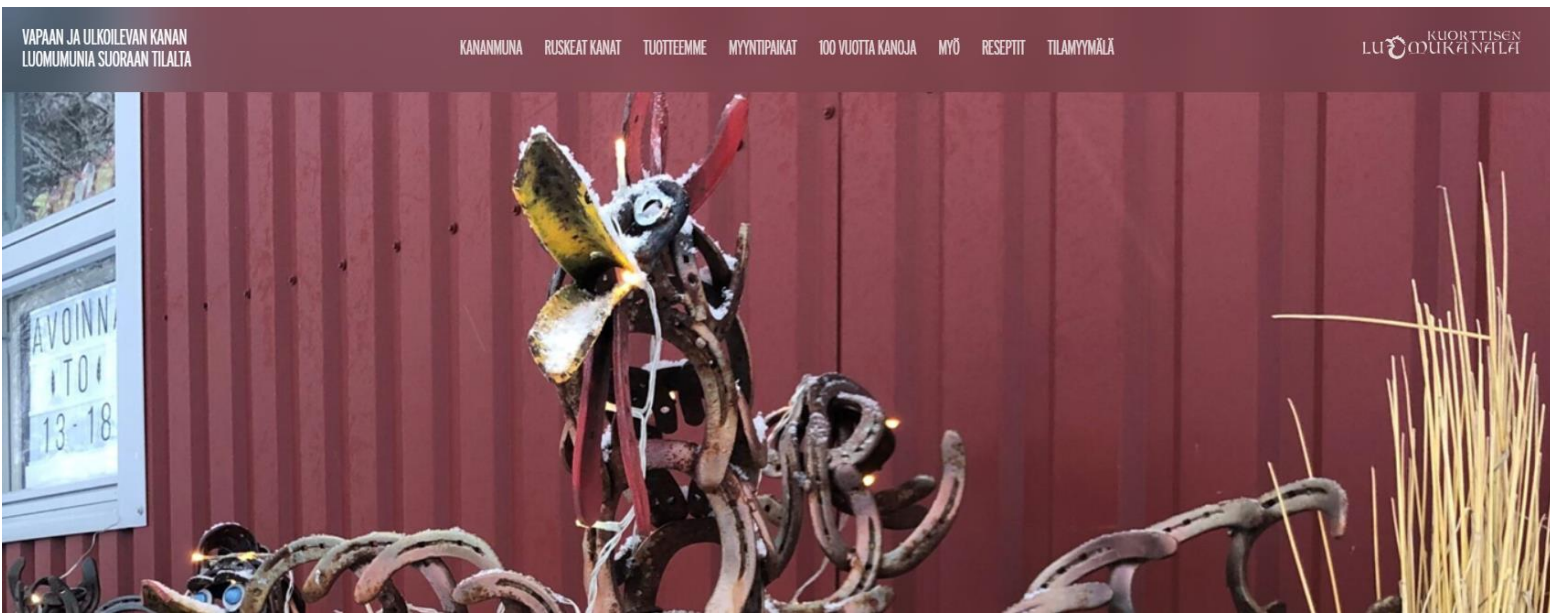 VAPAAN JA ULKOILEVAN KANAN
LUOMUMUNIA SUORAAN TILALTA
KANANMUNA RUSKEAT KANAT TUOTTEEMME MYYNTIPAIKAT 100 VUOTTA KANOJA MYÖ RESEPTIT TILAMYYMÄLÄ
KUORTTISEN
LUOMUKANALA
AVOINNA
TO
13-18